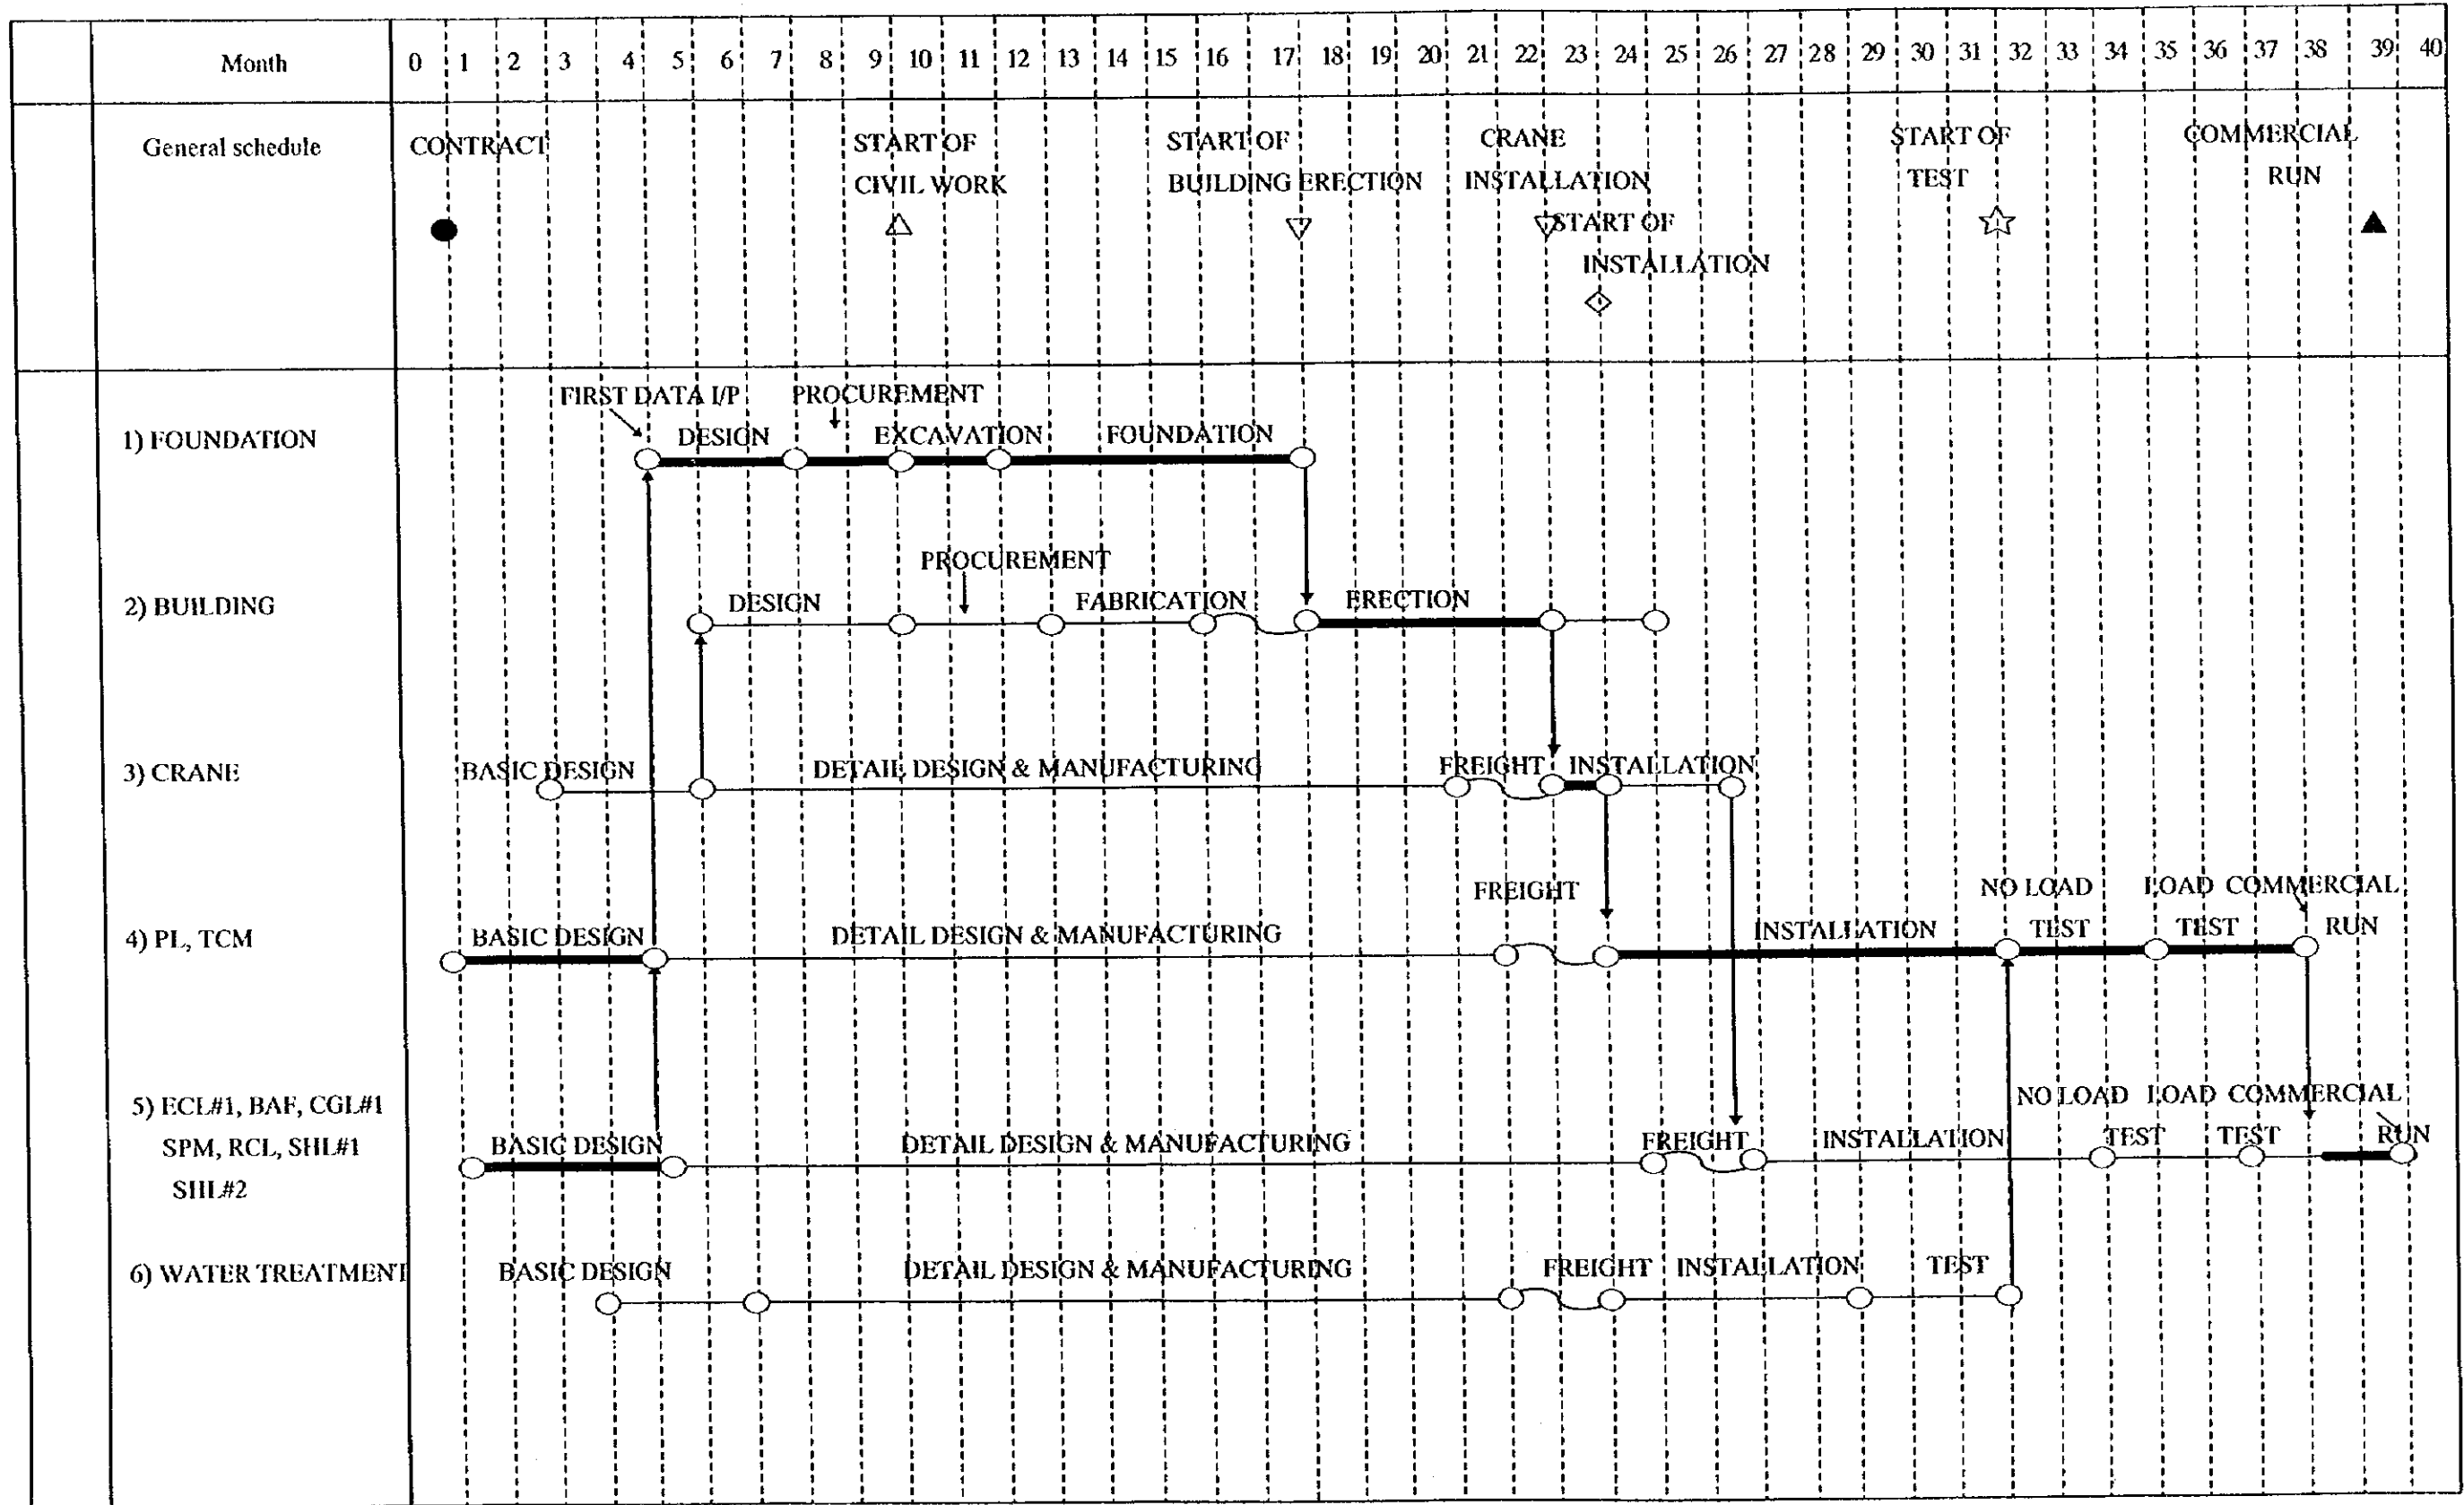 Month 0 1 2 3 4 5 6 7 8 9 10 11 12 13 14 15 16 17 18 19 20 21 22 23 24 25 26 27 28 29 30 31 32 33 34 35 36 37 38 39 40
General schedule
CONTRACT
START OF
CIVIL WORK
START OF
BUILDING ERECTION
CRANE
INSTALLATION
START OF
INSTALLATION
START OF
TEST
COMMERCIAL
RUN
FIRST DATA I/P PROCUREMENT
1) FOUNDATION DESIGN EXCAVATION FOUNDATION
PROCUREMENT
2) BUILDING DESIGN FABRICATION ERECTION
3) CRANE BASIC DESIGN DETAIL DESIGN & MANUFACTURING FREIGHT INSTALLATION
FREIGHT NO LOAD LOAD COMMERCIAL
4) PL, TCM BASIC DESIGN DETAIL DESIGN & MANUFACTURING INSTALLATION TEST TEST RUN
5) ECL#1, BAF, CGL#1 NO LOAD LOAD COMMERCIAL
SPM, RCL, SHL#1 BASIC DESIGN DETAIL DESIGN & MANUFACTURING FREIGHT INSTALLATION TEST TEST RUN
SHL#2
6) WATER TREATMENT BASIC DESIGN DETAIL DESIGN & MANUFACTURING FREIGHT INSTALLATION TEST